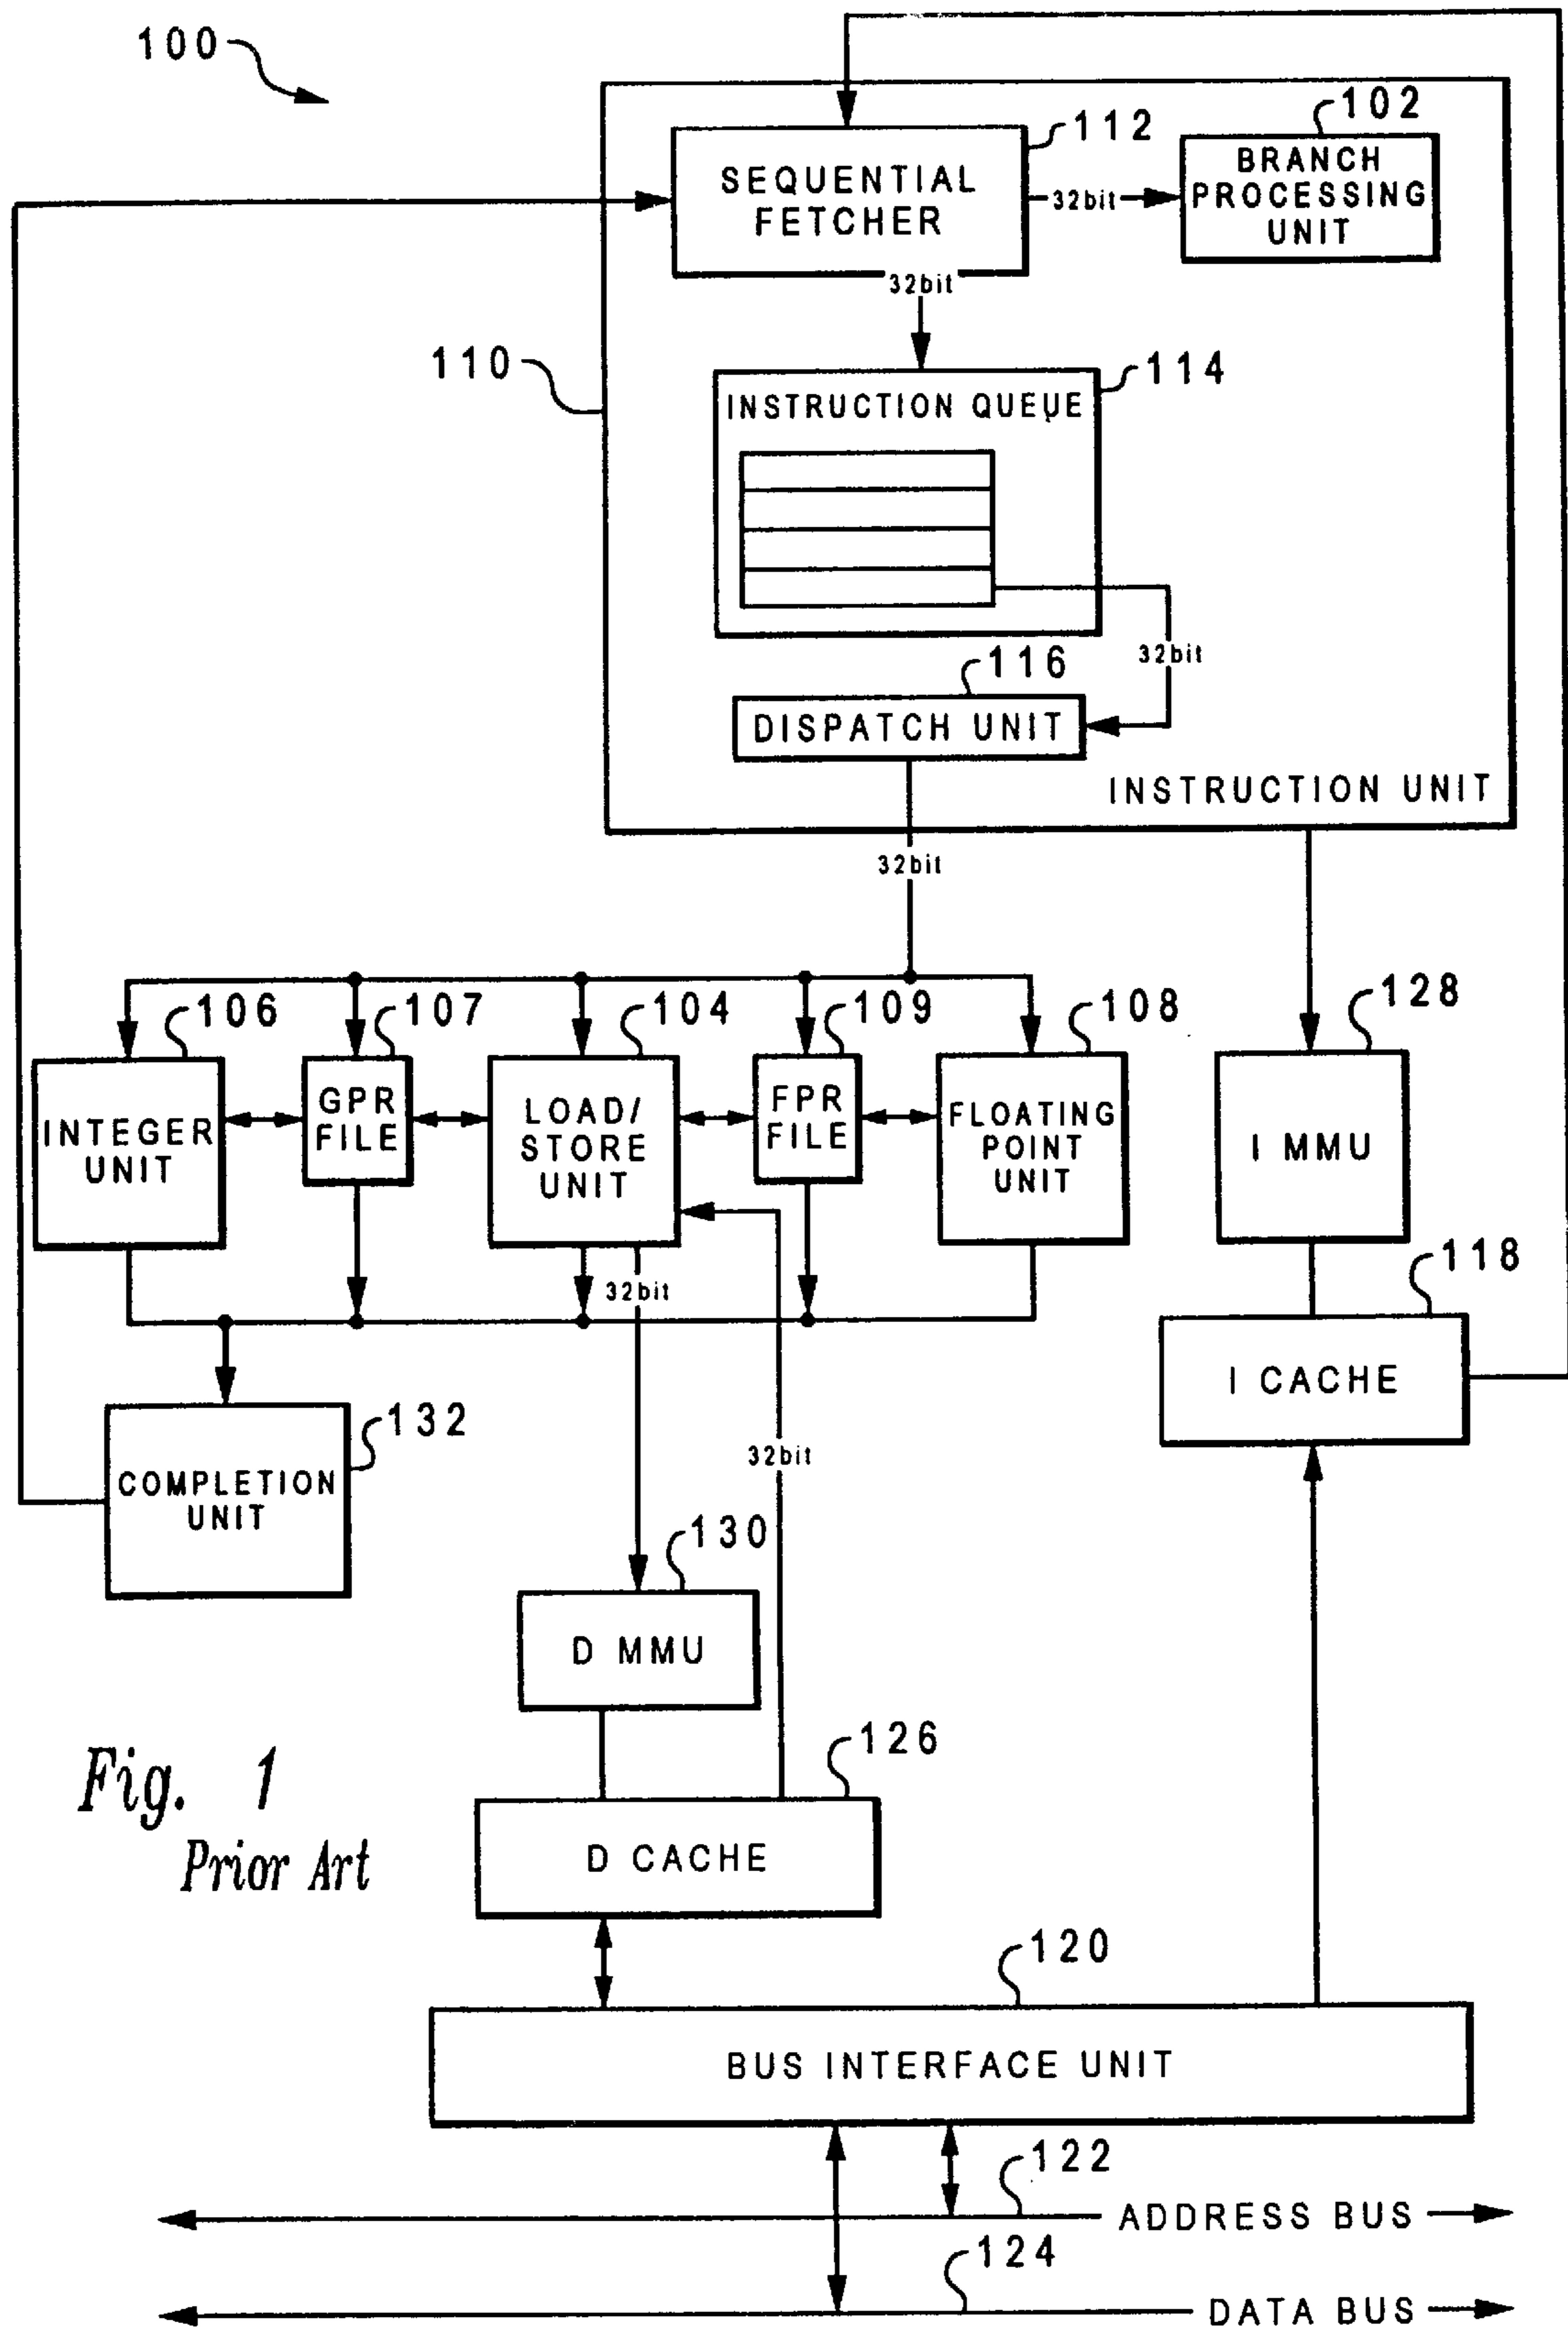 100
112
102
SEQUENTIAL
FETCHER
32bit
BRANCH
PROCESSING
UNIT
32bit
110
114
INSTRUCTION QUEUE
32bit
116
DISPATCH UNIT
INSTRUCTION UNIT
32bit
106
107
104
109
108
128
INTEGER
UNIT
GPR
FILE
LOAD/
STORE
UNIT
FPR
FILE
FLOATING
POINT
UNIT
I MMU
32bit
118
I CACHE
132
COMPLETION
UNIT
32bit
130
D MMU
126
D CACHE
Fig. 1
Prior Art
120
BUS INTERFACE UNIT
122
ADDRESS BUS
124
DATA BUS